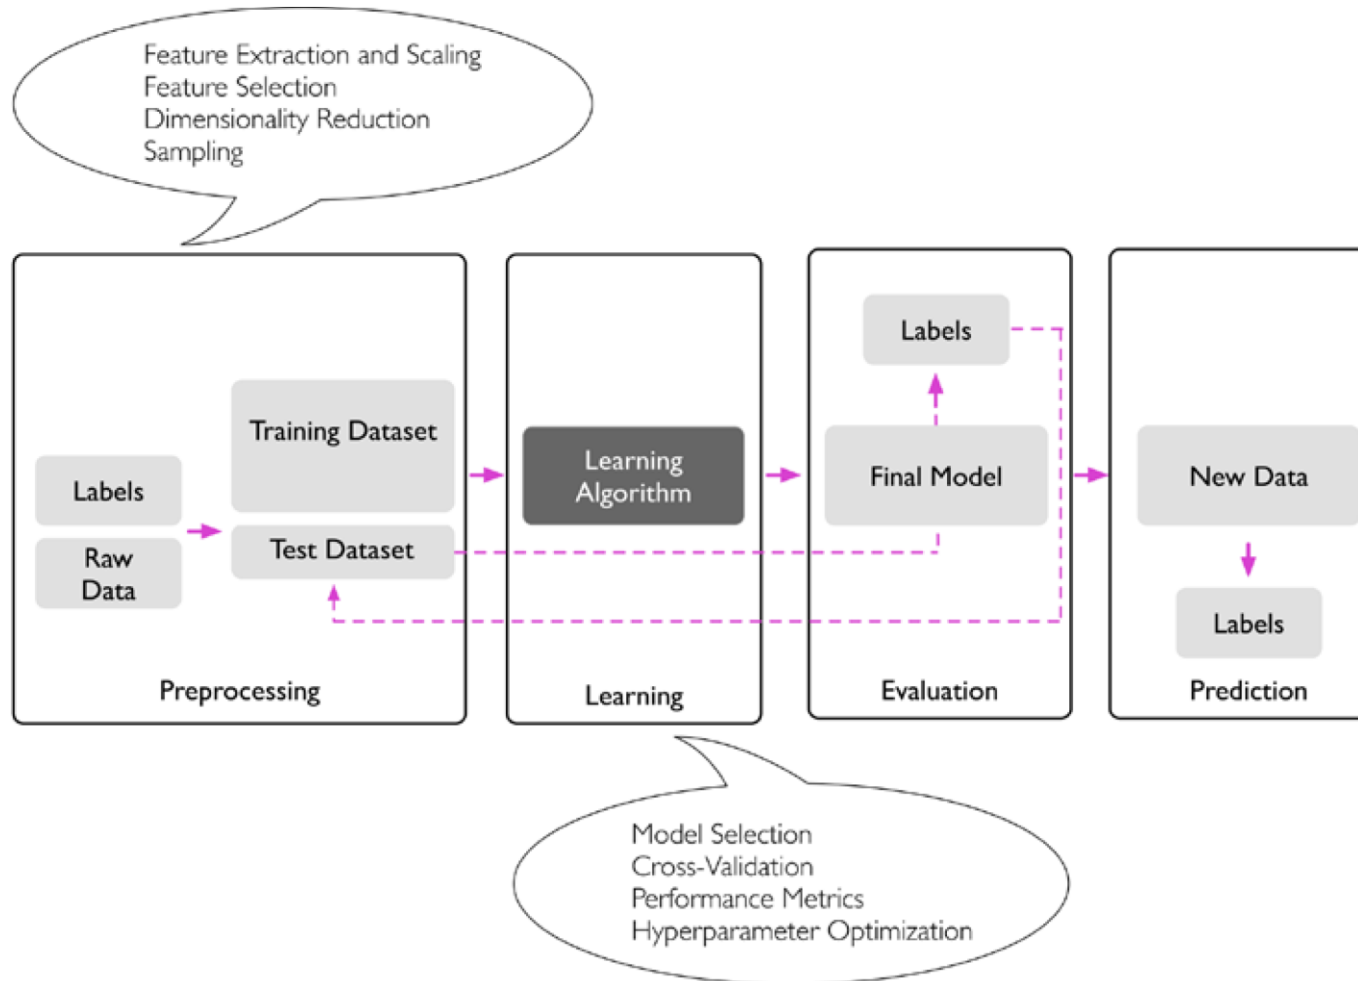 Feature Extraction and Scaling
Feature Selection
Dimensionality Reduction
Sampling
Labels
Raw
Data
Training Dataset
Test Dataset
Preprocessing
Learning
Algorithm
Learning
Labels
Final Model
Evaluation
New Data
Labels
Prediction
Model Selection
Cross-Validation
Performance Metrics
Hyperparameter Optimization